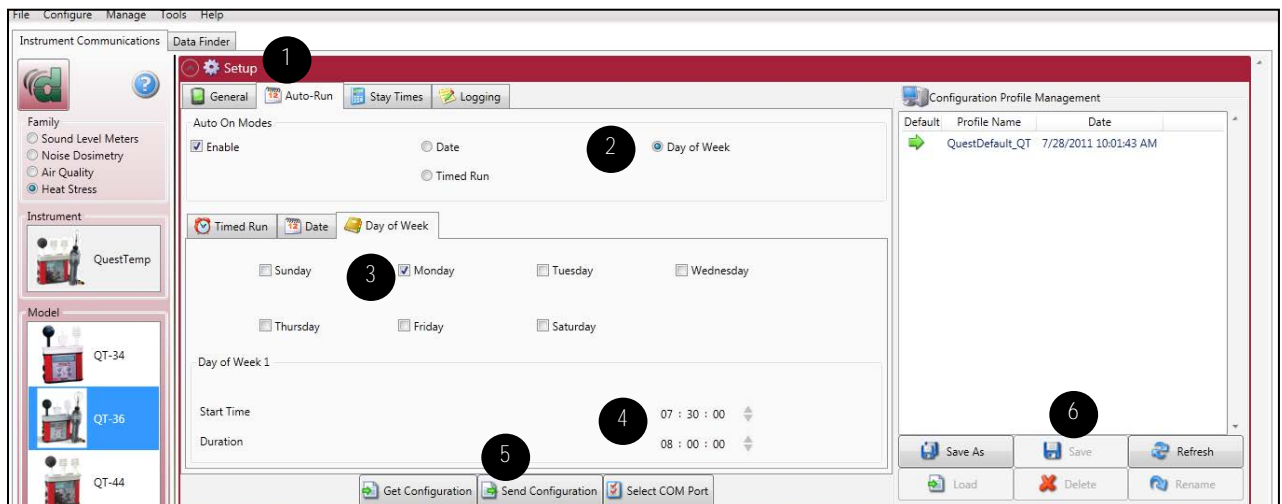 File Configure Manage Tools Help
Instrument Communications Data Finder
1
Setup
General Auto-Run Stay Times Logging
Configuration Profile Management
Family
Sound Level Meters
Noise Dosimetry
Air Quality
Heat Stress
Auto On Modes
Enable Date 2 Day of Week
Timed Run
Default Profile Name Date
QuestDefault_QT 7/28/2011 10:01:43 AM
Instrument
QuestTemp
Timed Run Date Day of Week
Sunday 3 Monday Tuesday Wednesday
Thursday Friday Saturday
Model
QT-34
QT-36
QT-44
Day of Week 1
Start Time 4 07 : 30 : 00
Duration 08 : 00 : 00
5
6
Get Configuration Send Configuration Select COM Port
Save As Save Refresh
Load Delete Rename